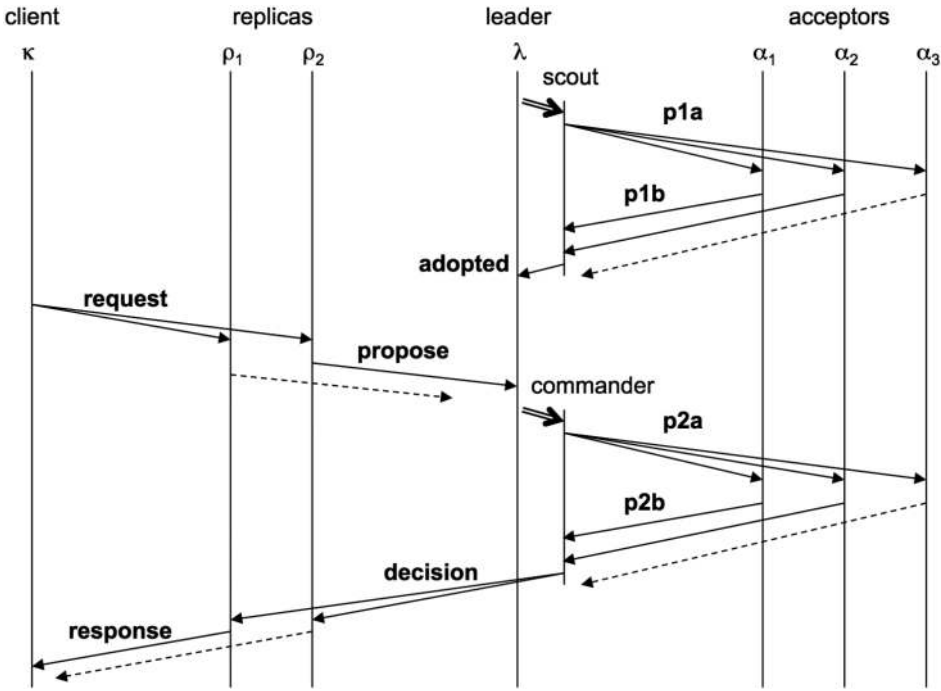 client replicas leader acceptors
κ ρ1 ρ2 λ α1 α2 α3
scout
p1a
p1b
adopted
request
propose
commander
p2a
p2b
decision
response